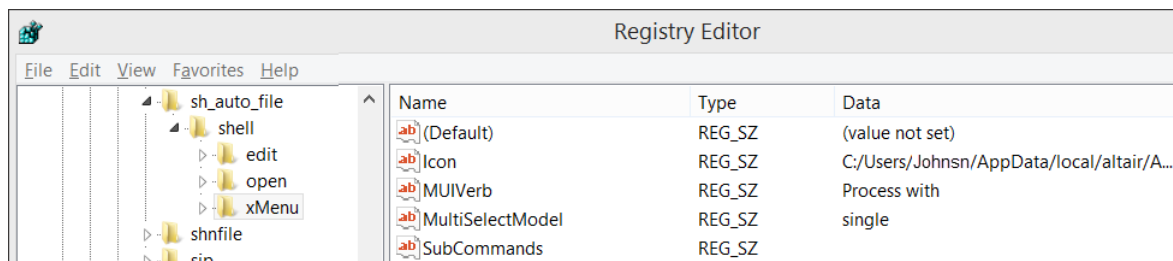 Registry Editor
File Edit View Favorites Help
sh_auto_file
shell
edit
open
xMenu
shnfile
sip
Name Type Data
(Default) REG_SZ (value not set)
Icon REG_SZ C:/Users/Johnsn/AppData/local/altair/A...
MUIVerb REG_SZ Process with
MultiSelectModel REG_SZ single
SubCommands REG_SZ